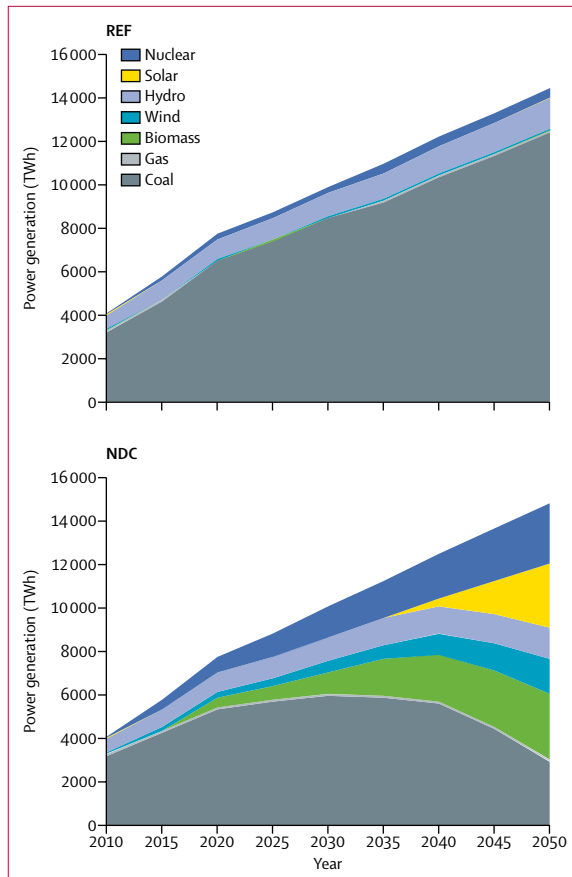 REF
16 000
14 000
12 000
10 000
8000
6000
4000
2000
0
Power generation (TWh)
Nuclear
Solar
Hydro
Wind
Biomass
Gas
Coal
NDC
16 000
14 000
12 000
10 000
8000
6000
4000
2000
0
Power generation (TWh)
2010 2015 2020 2025 2030 2035 2040 2045 2050
Year